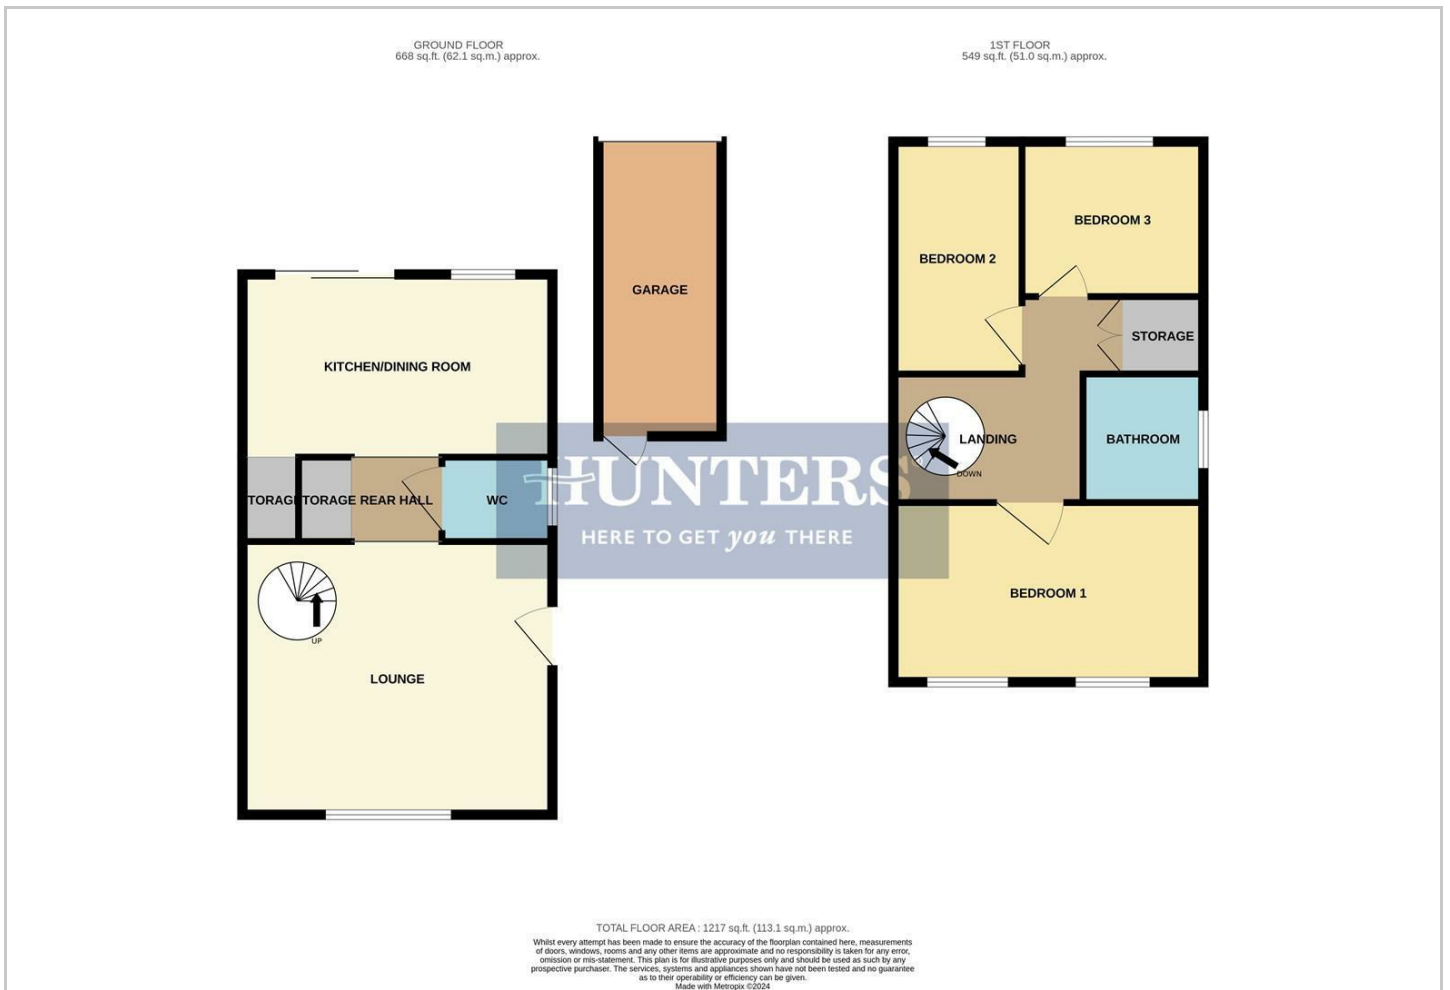 GROUND FLOOR
668 sq.ft. (62.1 sq.m.) approx.
1ST FLOOR
549 sq.ft. (51.0 sq.m.) approx.
GARAGE
KITCHEN/DINING ROOM
TORAGE
TORAGE
REAR HALL
WC
UP
LOUNGE
BEDROOM 3
BEDROOM 2
STORAGE
LANDING
DOWN
BATHROOM
BEDROOM 1
HUNTERS
HERE TO GET you THERE
TOTAL FLOOR AREA : 1217 sq.ft. (113.1 sq.m.) approx.
Whilst every attempt has been made to ensure the accuracy of the floorplan contained here, measurements
of doors, windows, rooms and any other items are approximate and no responsibility is taken for any error,
omission or mis-statement. This plan is for illustrative purposes only and should be used as such by any
prospective purchaser. The services, systems and appliances shown have not been tested and no guarantee
as to their operability or efficiency can be given.
Made with Metropix ©2024